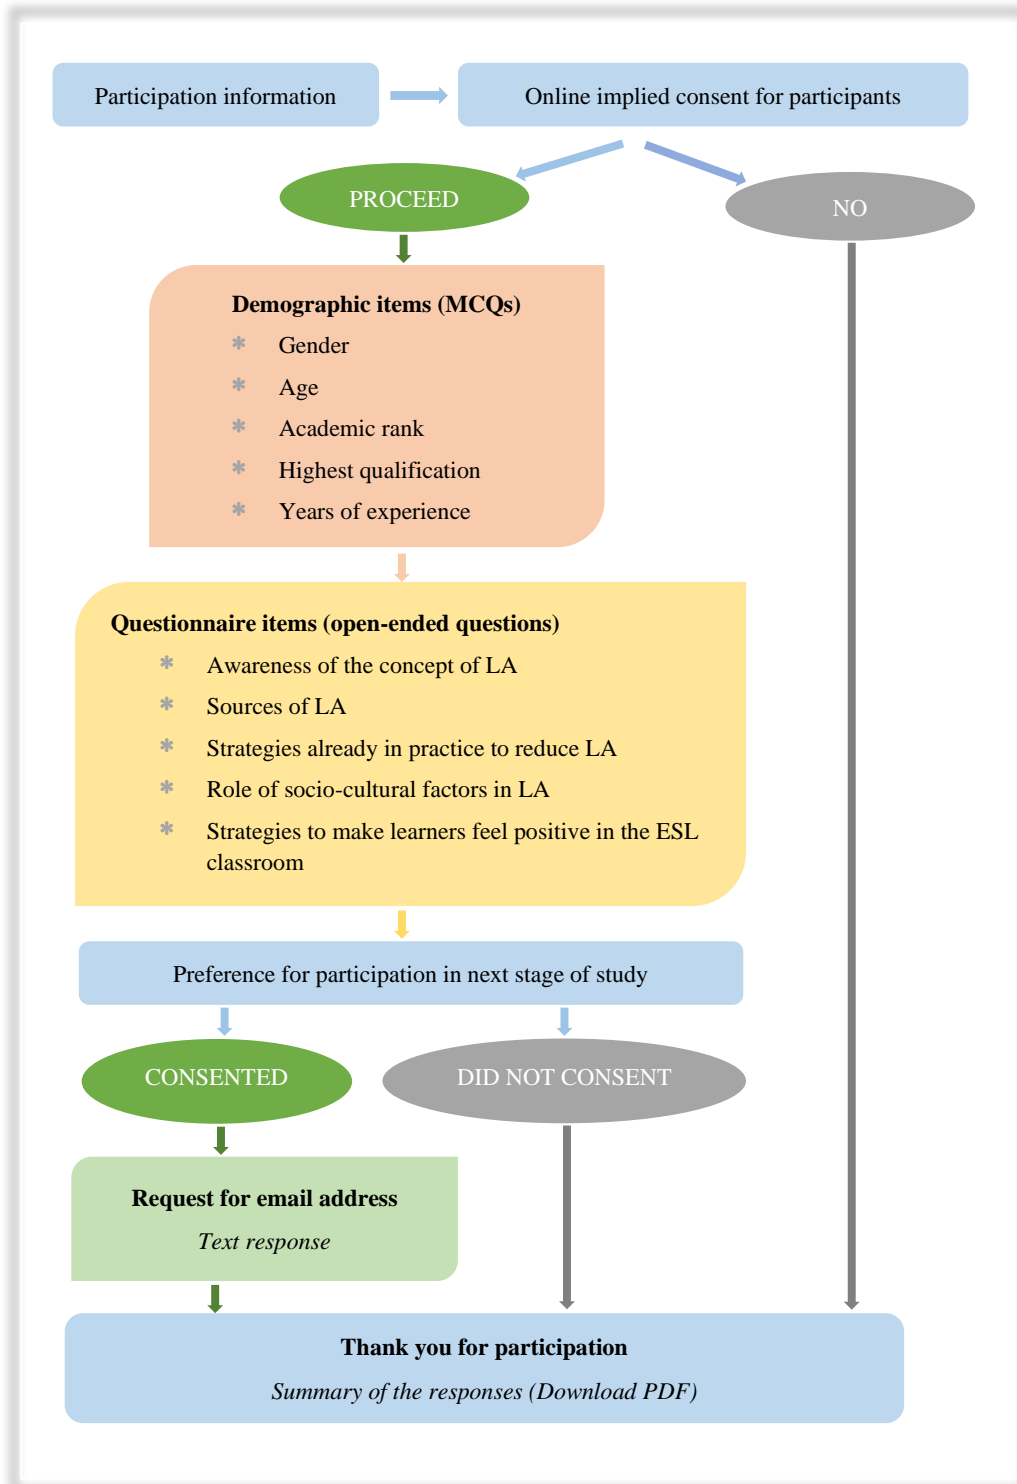 Participation information
Online implied consent for participants
PROCEED
NO
Demographic items (MCQs)
Gender
Age
Academic rank
Highest qualification
Years of experience
Questionnaire items (open-ended questions)
Awareness of the concept of LA
Sources of LA
Strategies already in practice to reduce LA
Role of socio-cultural factors in LA
Strategies to make learners feel positive in the ESL
classroom
Preference for participation in next stage of study
CONSENTED
DID NOT CONSENT
Request for email address
Text response
Thank you for participation
Summary of the responses (Download PDF)